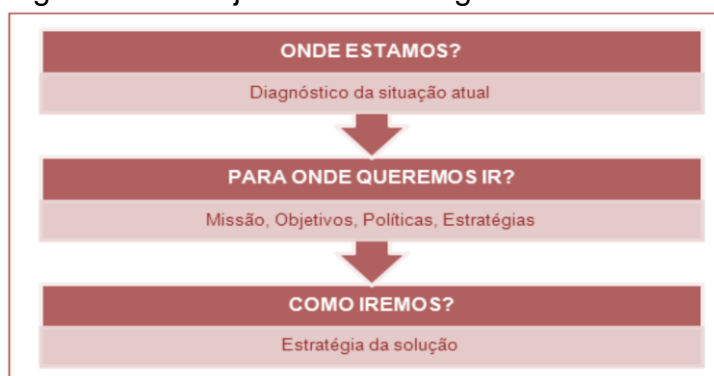 ONDE ESTAMOS?
Diagnóstico da situação atual
PARA ONDE QUEREMOS IR?
Missão, Objetivos, Políticas, Estratégias
COMO IREMOS?
Estratégia da solução